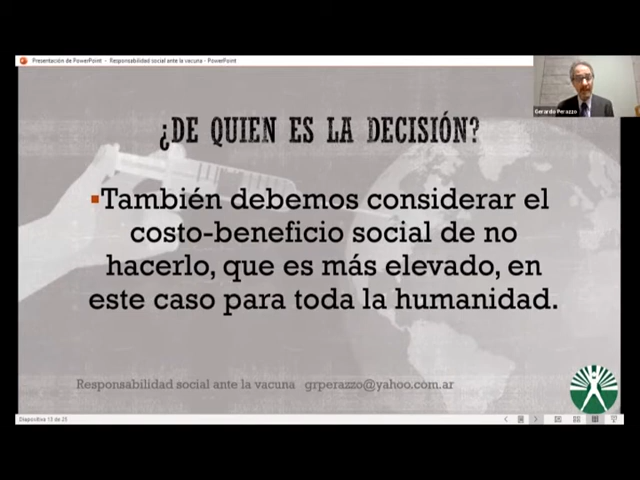 Presentación de PowerPoint - Responsabilidad social ante la vacuna - PowerPoint
Gerardo Perazzo
¿DE QUIEN ES LA DECISIÓN?
También debemos considerar el
costo-beneficio social de no
hacerlo, que es más elevado, en
este caso para toda la humanidad.
Responsabilidad social ante la vacuna grperazzo@yahoo.com.ar
Diapositiva 13 de 25